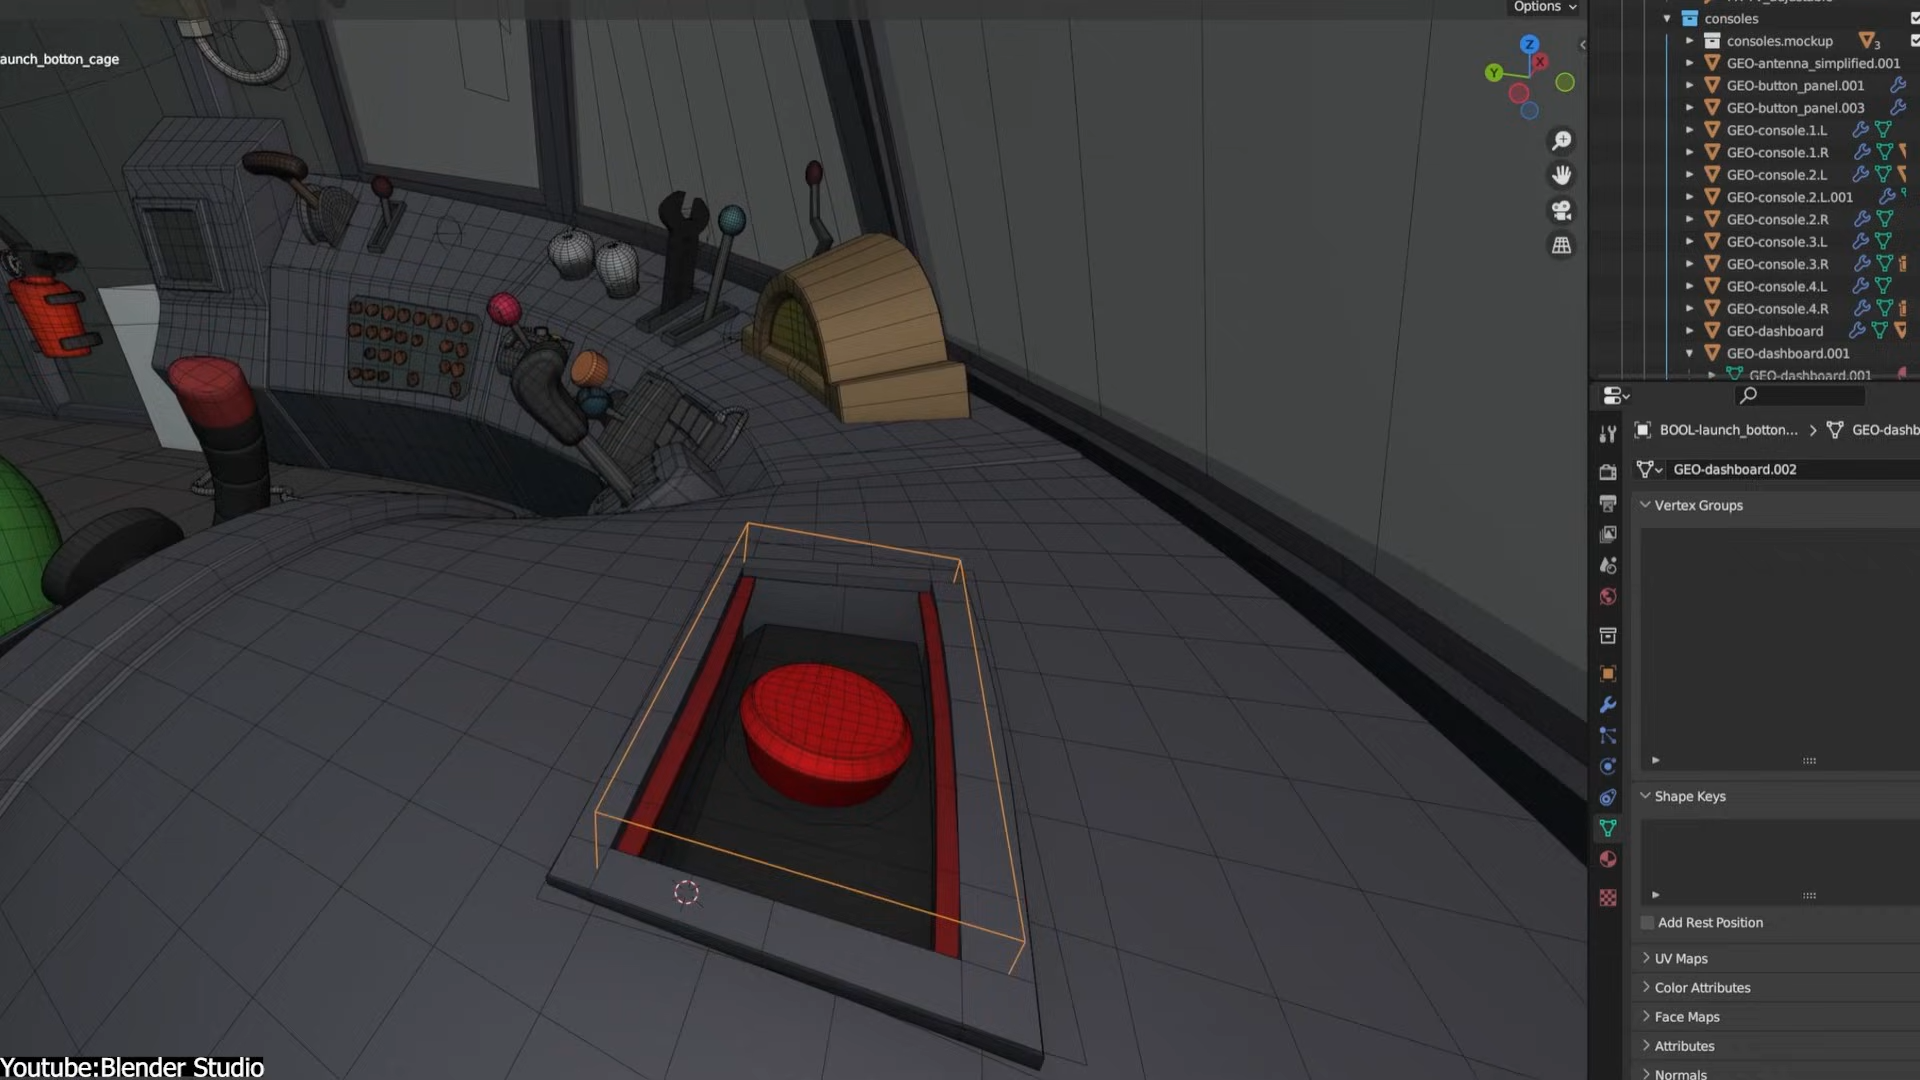 Options
aunch_botton_cage
Z
X
Y
consoles
consoles.mockup 3
GEO-antenna_simplified.001
GEO-button_panel.001
GEO-button_panel.003
GEO-console.1.L
GEO-console.1.R
GEO-console.2.L
GEO-console.2.L.001
GEO-console.2.R
GEO-console.3.L
GEO-console.3.R
GEO-console.4.L
GEO-console.4.R
GEO-dashboard
GEO-dashboard.001
GEO-dashboard.001
BOOL-launch_botton... > GEO-dashb
GEO-dashboard.002
Vertex Groups
Shape Keys
Add Rest Position
UV Maps
Color Attributes
Face Maps
Attributes
Normals
Youtube:Blender Studio